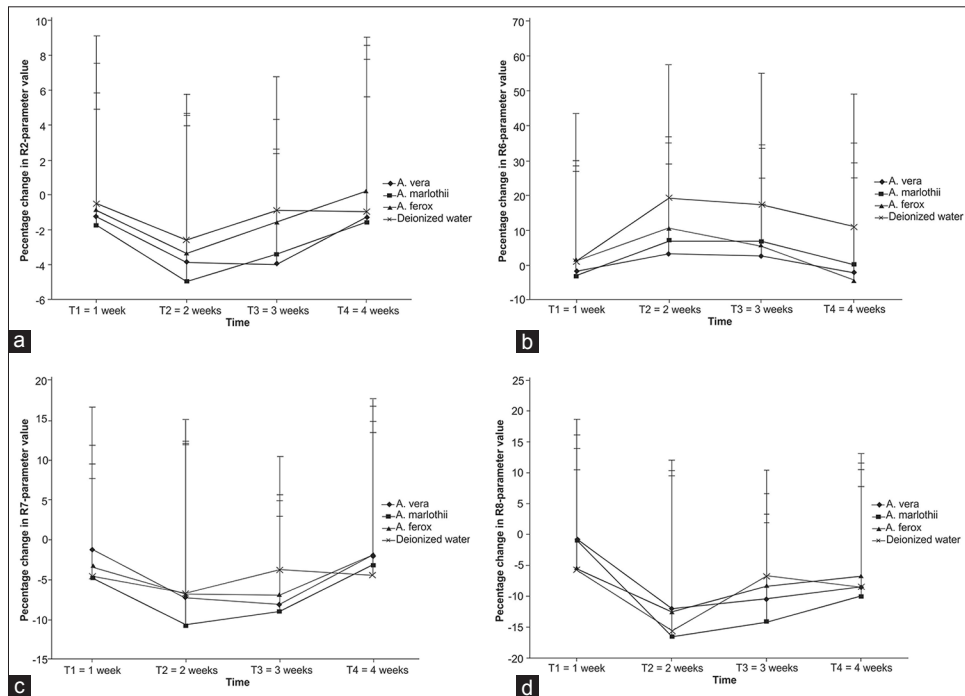 10
8
6
4
2
0
-2
-4
-6
Pecentage change in R2-parameter value
T1 = 1 week T2 = 2 weeks T3 = 3 weeks T4 = 4 weeks
Time
A. vera
A. marlothii
A. ferox
Deionized water
a
70
60
50
40
30
20
10
0
-10
Pecentage change in R6-parameter value
T1 = 1 week T2 = 2 weeks T3 = 3 weeks T4 = 4 weeks
Time
A. vera
A. marlothii
A. ferox
Deionized water
b
20
15
10
5
0
-5
-10
-15
Percentage change in R7-parameter value
T1 = 1 week T2 = 2 weeks T3 = 3 weeks T4 = 4 weeks
Time
A. vera
A. marlothii
A. ferox
Deionized water
c
25
20
15
10
5
0
-5
-10
-15
-20
Percentage change in R8-parameter value
T1 = 1 week T2 = 2 weeks T3 = 3 weeks T4 = 4 weeks
Time
A. vera
A. marlothii
A. ferox
Deionized water
d